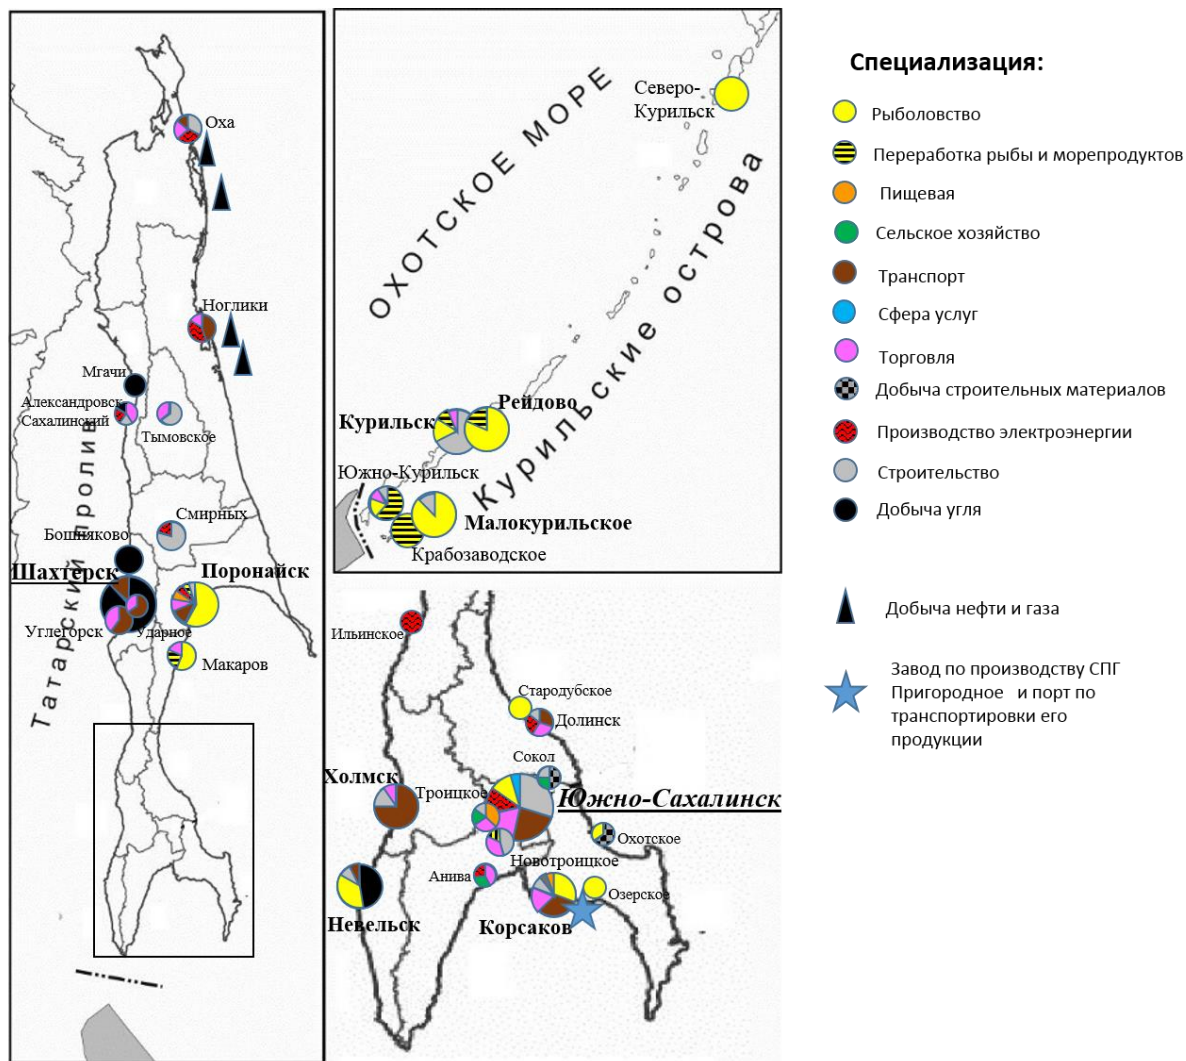 Оха
Ноглики
Мгачи
Александровск-
Сахалинский
Тымовское
Татарский пролив
Смирных
Бошняково
Шахтерск
Поронайск
Углегорск
Ударное
Макаров
ОХОТСКОЕ МОРЕ
Северо-
Курильск
Курильские острова
Рейдово
Курильск
Южно-Курильск
Малокурильское
Крабозаводское
Ильинское
Стародубское
Долинск
Сокол
Холмск
Троицкое
Южно-Сахалинск
Охотское
Новотроицкое
Анива
Озерское
Невельск
Корсаков
Специализация:
Рыболовство
Переработка рыбы и морепродуктов
Пищевая
Сельское хозяйство
Транспорт
Сфера услуг
Торговля
Добыча строительных материалов
Производство электроэнергии
Строительство
Добыча угля
Добыча нефти и газа
Завод по производству СПГ
Пригородное и порт по
транспортировки его
продукции